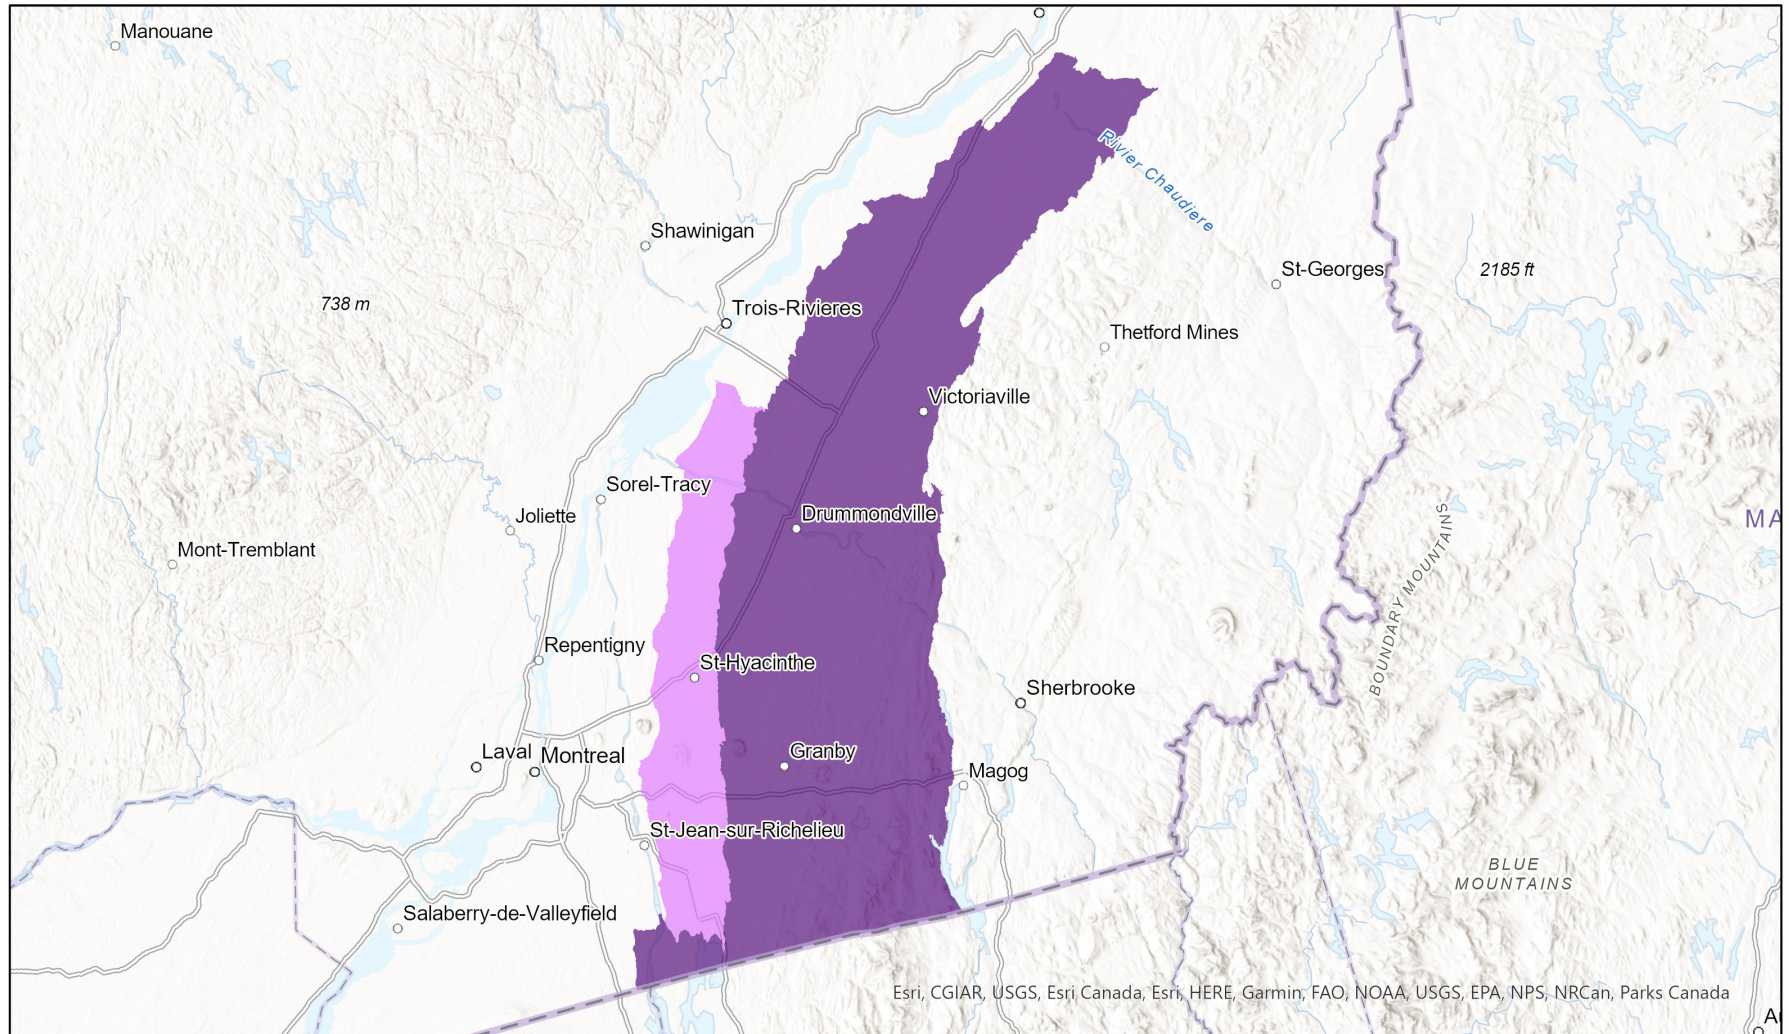 Manouane
Rivier Chaudiere
Shawinigan
St-Georges
2185 ft
738 m
Trois-Rivieres
Thetford Mines
Victoriaville
Sorel-Tracy
Joliette
Drummondville
MA
Mont-Tremblant
BOUNDARY MOUNTAINS
Repentigny
St-Hyacinthe
Sherbrooke
Laval
Montreal
Granby
Magog
St-Jean-sur-Richelieu
BLUE
MOUNTAINS
Salaberry-de-Valleyfield
Esri, CGIAR, USGS, Esri Canada, Esri, HERE, Garmin, FAO, NOAA, USGS, EPA, NPS, NRCan, Parks Canada
A